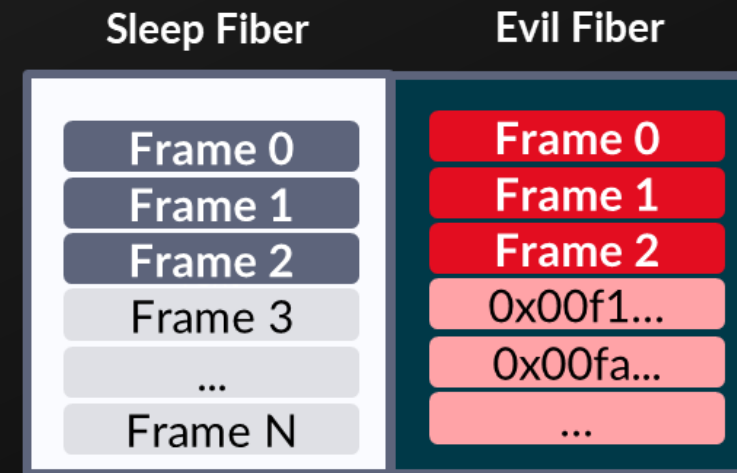 Sleep Fiber
Frame 0
Frame 1
Frame 2
Frame 3
...
Frame N
Evil Fiber
Frame 0
Frame 1
Frame 2
0x00f1...
0x00fa...
...